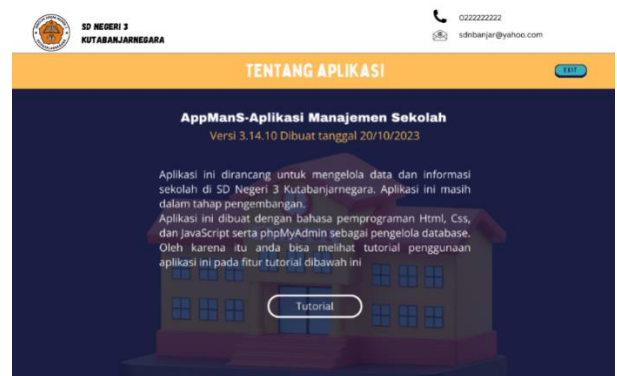 SD NEGERI 3
KUTABANJARNEGARA
0222222222
sdnbanjar@yahoo.com
TENTANG APLIKASI
EXIT
AppManS-Aplikasi Manajemen Sekolah
Versi 3.14.10 Dibuat tanggal 20/10/2023
Aplikasi ini dirancang untuk mengelola data dan informasi
sekolah di SD Negeri 3 Kutabanjarnegara. Aplikasi ini masih
dalam tahap pengembangan.
Aplikasi ini dibuat dengan bahasa pemprograman Html, Css,
dan JavaScript serta phpMyAdmin sebagai pengelola database.
Oleh karena itu anda bisa melihat tutorial penggunaan
aplikasi ini pada fitur tutorial dibawah ini
Tutorial